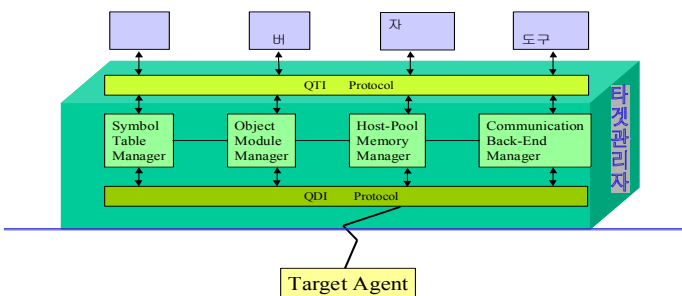 버
자
도구
QTI Protocol
Symbol Table Manager
Object Module Manager
Host-Pool Memory Manager
Communication Back-End Manager
타겟관리자
QDI Protocol
Target Agent